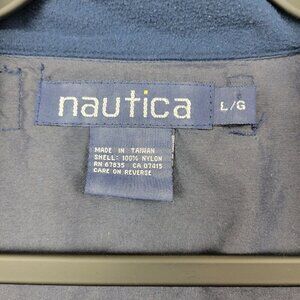 nautica
L/G
MADE IN TAIWAN
SHELL: 100% NYLON
RN 67835 CA 07415
CARE ON REVERSE